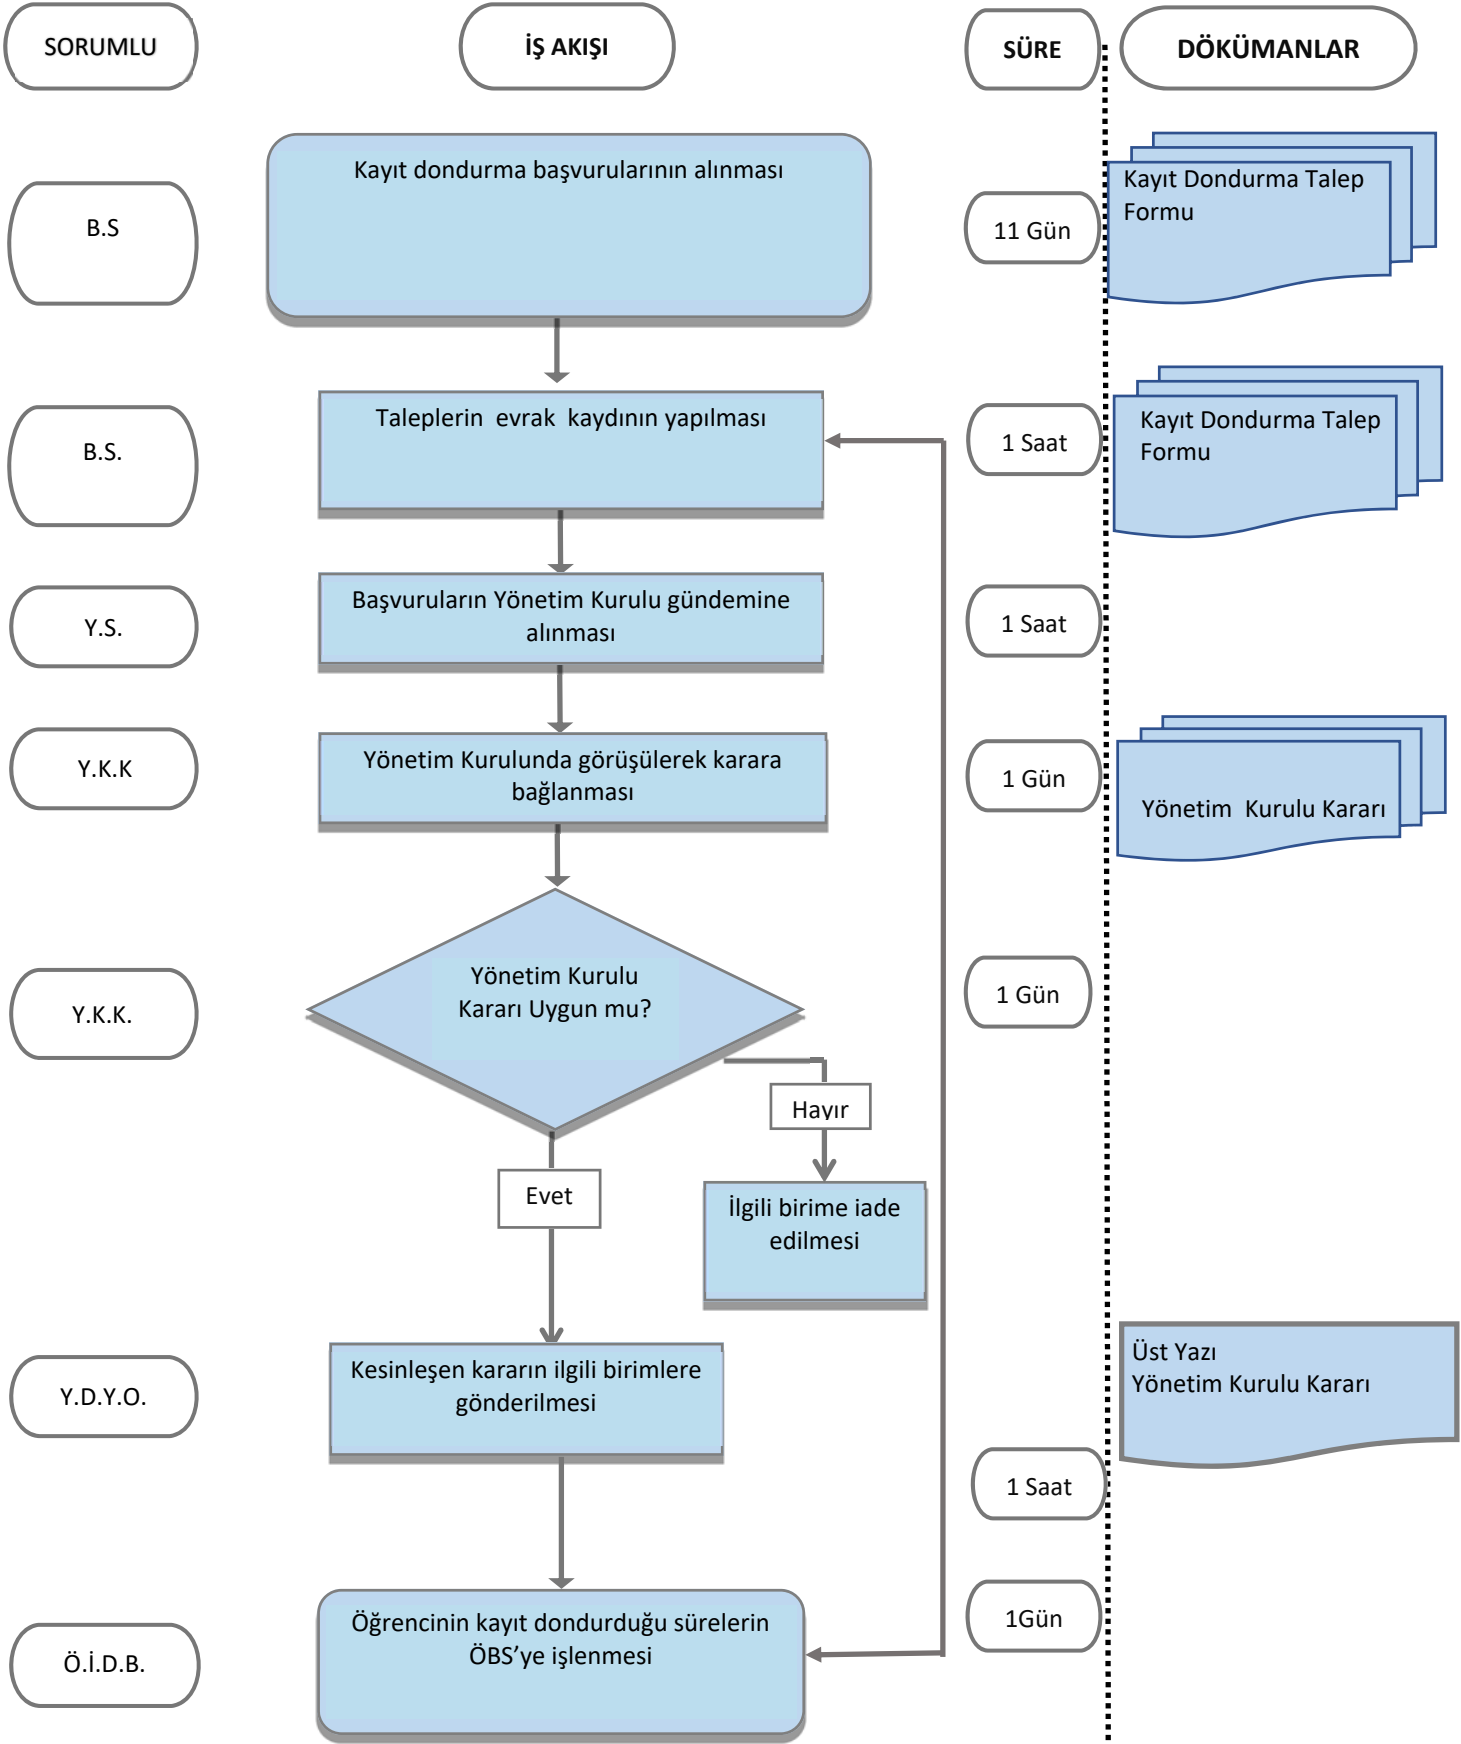 SORUMLU
İŞ AKIŞI
SÜRE
DÖKÜMANLAR
B.S
Kayıt dondurma başvurularının alınması
11 Gün
Kayıt Dondurma Talep
Formu
B.S.
Taleplerin evrak kaydının yapılması
1 Saat
Kayıt Dondurma Talep
Formu
Y.S.
Başvuruların Yönetim Kurulu gündemine
alınması
1 Saat
Y.K.K
Yönetim Kurulunda görüşülerek karara
bağlanması
1 Gün
Yönetim Kurulu Kararı
Y.K.K.
Yönetim Kurulu
Kararı Uygun mu?
1 Gün
Hayır
Evet
İlgili birime iade
edilmesi
Y.D.Y.O.
Kesinleşen kararın ilgili birimlere
gönderilmesi
1 Saat
Üst Yazı
Yönetim Kurulu Kararı
Ö.İ.D.B.
Öğrencinin kayıt dondurduğu sürelerin
ÖBS’ye işlenmesi
1Gün